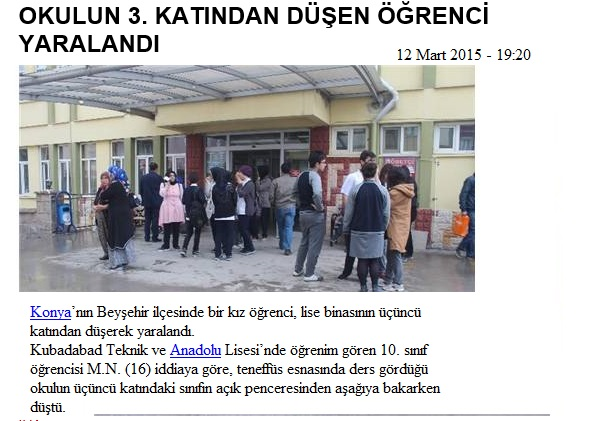 OKULUN 3. KATINDAN DÜŞEN ÖĞRENCİ
YARALANDI
12 Mart 2015 - 19:20
Konya’nın Beyşehir ilçesinde bir kız öğrenci, lise binasının üçüncü
katından düşerek yaralandı.
Kubadabad Teknik ve Anadolu Lisesi’nde öğrenim gören 10. sınıf
öğrencisi M.N. (16) iddiaya göre, teneffüs esnasında ders gördüğü
okulun üçüncü katındaki sınıfın açık penceresinden aşağıya bakarken
düştü.